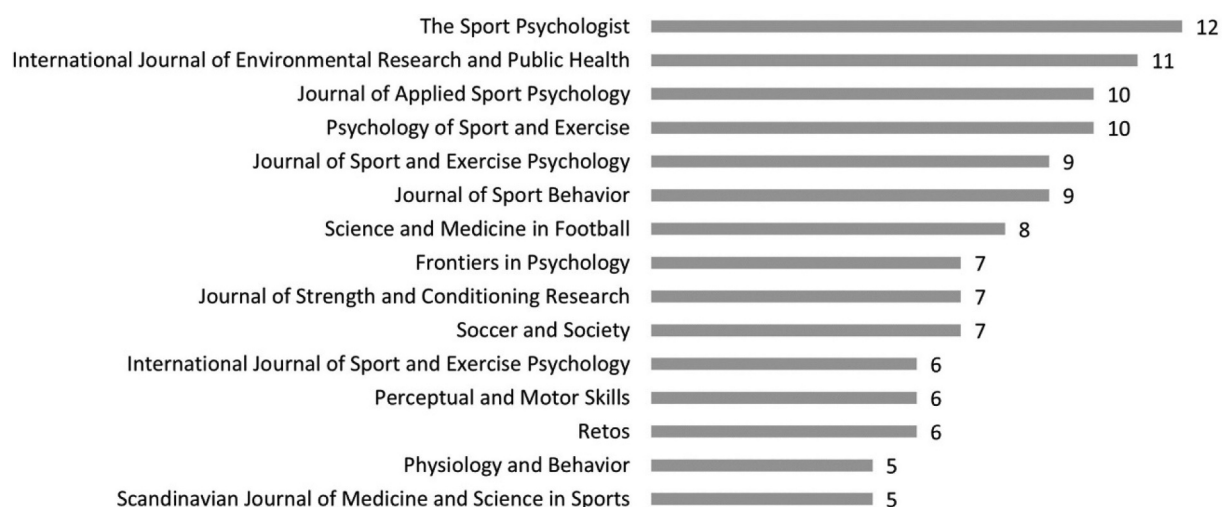 The Sport Psychologist 12
International Journal of Environmental Research and Public Health 11
Journal of Applied Sport Psychology 10
Psychology of Sport and Exercise 10
Journal of Sport and Exercise Psychology 9
Journal of Sport Behavior 9
Science and Medicine in Football 8
Frontiers in Psychology 7
Journal of Strength and Conditioning Research 7
Soccer and Society 7
International Journal of Sport and Exercise Psychology 6
Perceptual and Motor Skills 6
Retos 6
Physiology and Behavior 5
Scandinavian Journal of Medicine and Science in Sports 5